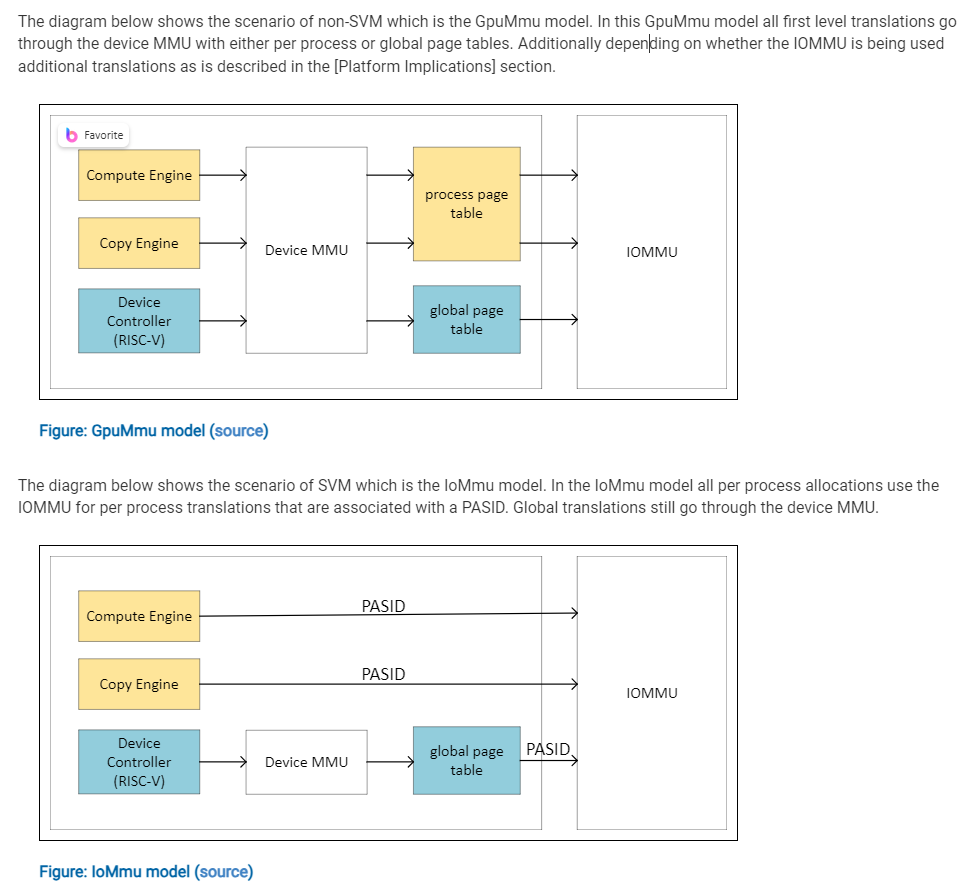 The diagram below shows the scenario of non-SVM which is the GpuMmu model. In this GpuMmu model all first level translations go
through the device MMU with either per process or global page tables. Additionally depending on whether the IOMMU is being used
additional translations as is described in the [Platform Implications] section.
Favorite
Compute Engine
process page
table
Copy Engine
Device MMU
IOMMU
Device
Controller
(RISC-V)
global page
table
Figure: GpuMmu model (source)
The diagram below shows the scenario of SVM which is the IoMmu model. In the IoMmu model all per process allocations use the
IOMMU for per process translations that are associated with a PASID. Global translations still go through the device MMU.
Compute Engine
PASID
Copy Engine
PASID
IOMMU
Device
Controller
(RISC-V)
Device MMU
global page
table
PASID
Figure: IoMmu model (source)